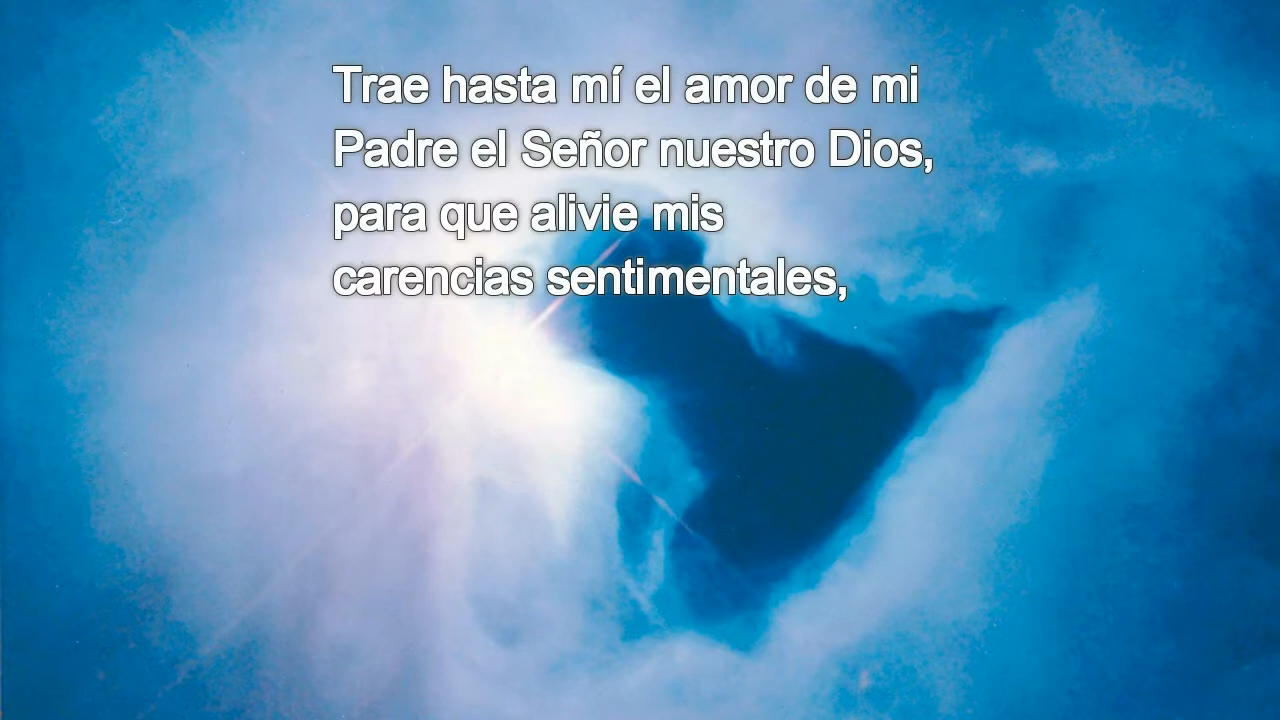 Trae hasta mí el amor de mi
Padre el Señor nuestro Dios,
para que alivie mis
carencias sentimentales,